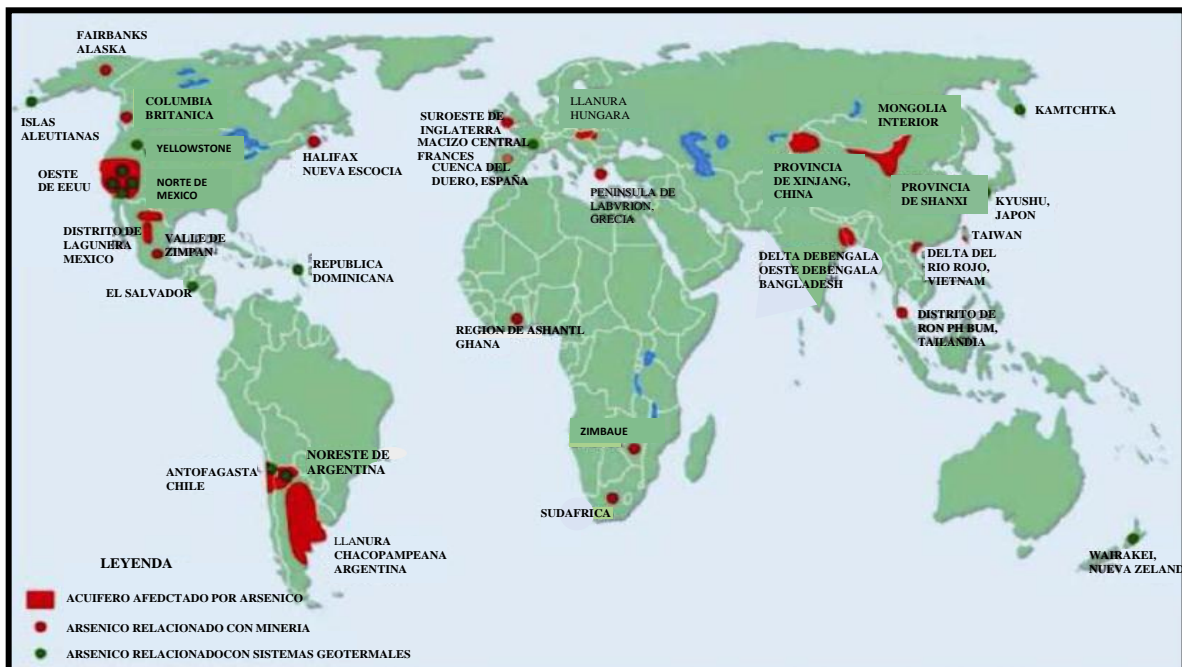 FAIRBANKS
ALASKA
ISLAS
ALEUTIANAS
COLUMBIA
BRITANICA
YELLOWSTONE
HALIFAX
NUEVA ESCOCIA
OESTE
DE EEUU
NORTE DE
MEXICO
DISTRITO DE
LAGUNERA
MEXICO
VALLE DE
ZIMPAN
REPUBLICA
DOMINICANA
EL SALVADOR
SUROESTE DE
INGLATERRA
MACIZO CENTRAL
FRANCES
CUENCA DEL
DUERO, ESPAÑA
LLANURA
HUNGARA
PENINSULA DE
LABVRION,
GRECIA
MONGOLIA
INTERIOR
KAMTCHTKA
PROVINCIA
DE XINJANG,
CHINA
PROVINCIA
DE SHANXI
KYUSHU,
JAPON
TAIWAN
DELTA DEBENGALA
OESTE DEBENGALA
BANGLADESH
DELTA DEL
RIO ROJO,
VIETNAM
DISTRITO DE
RON PH BUM,
TAILANDIA
REGION DE ASHANTI,
GHANA
ZIMBAUE
SUDAFRICA
ANTOFAGASTA
CHILE
NORESTE DE
ARGENTINA
LLANURA
CHACOPAMPEANA
ARGENTINA
WAIRAKEI,
NUEVA ZELAND
LEYENDA
ACUIFERO AFEDCTADO POR ARSENICO
ARSENICO RELACIONADO CON MINERIA
ARSENICO RELACIONADOCON SISTEMAS GEOTERMALES